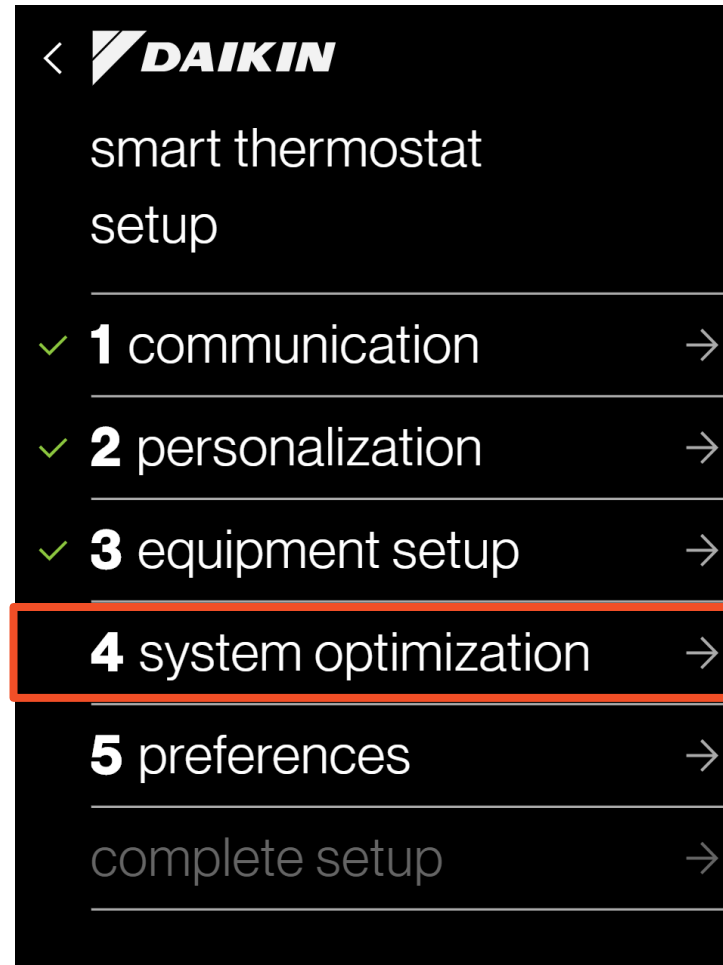 DAIKIN
smart thermostat
setup
1 communication
2 personalization
3 equipment setup
4 system optimization
5 preferences
complete setup